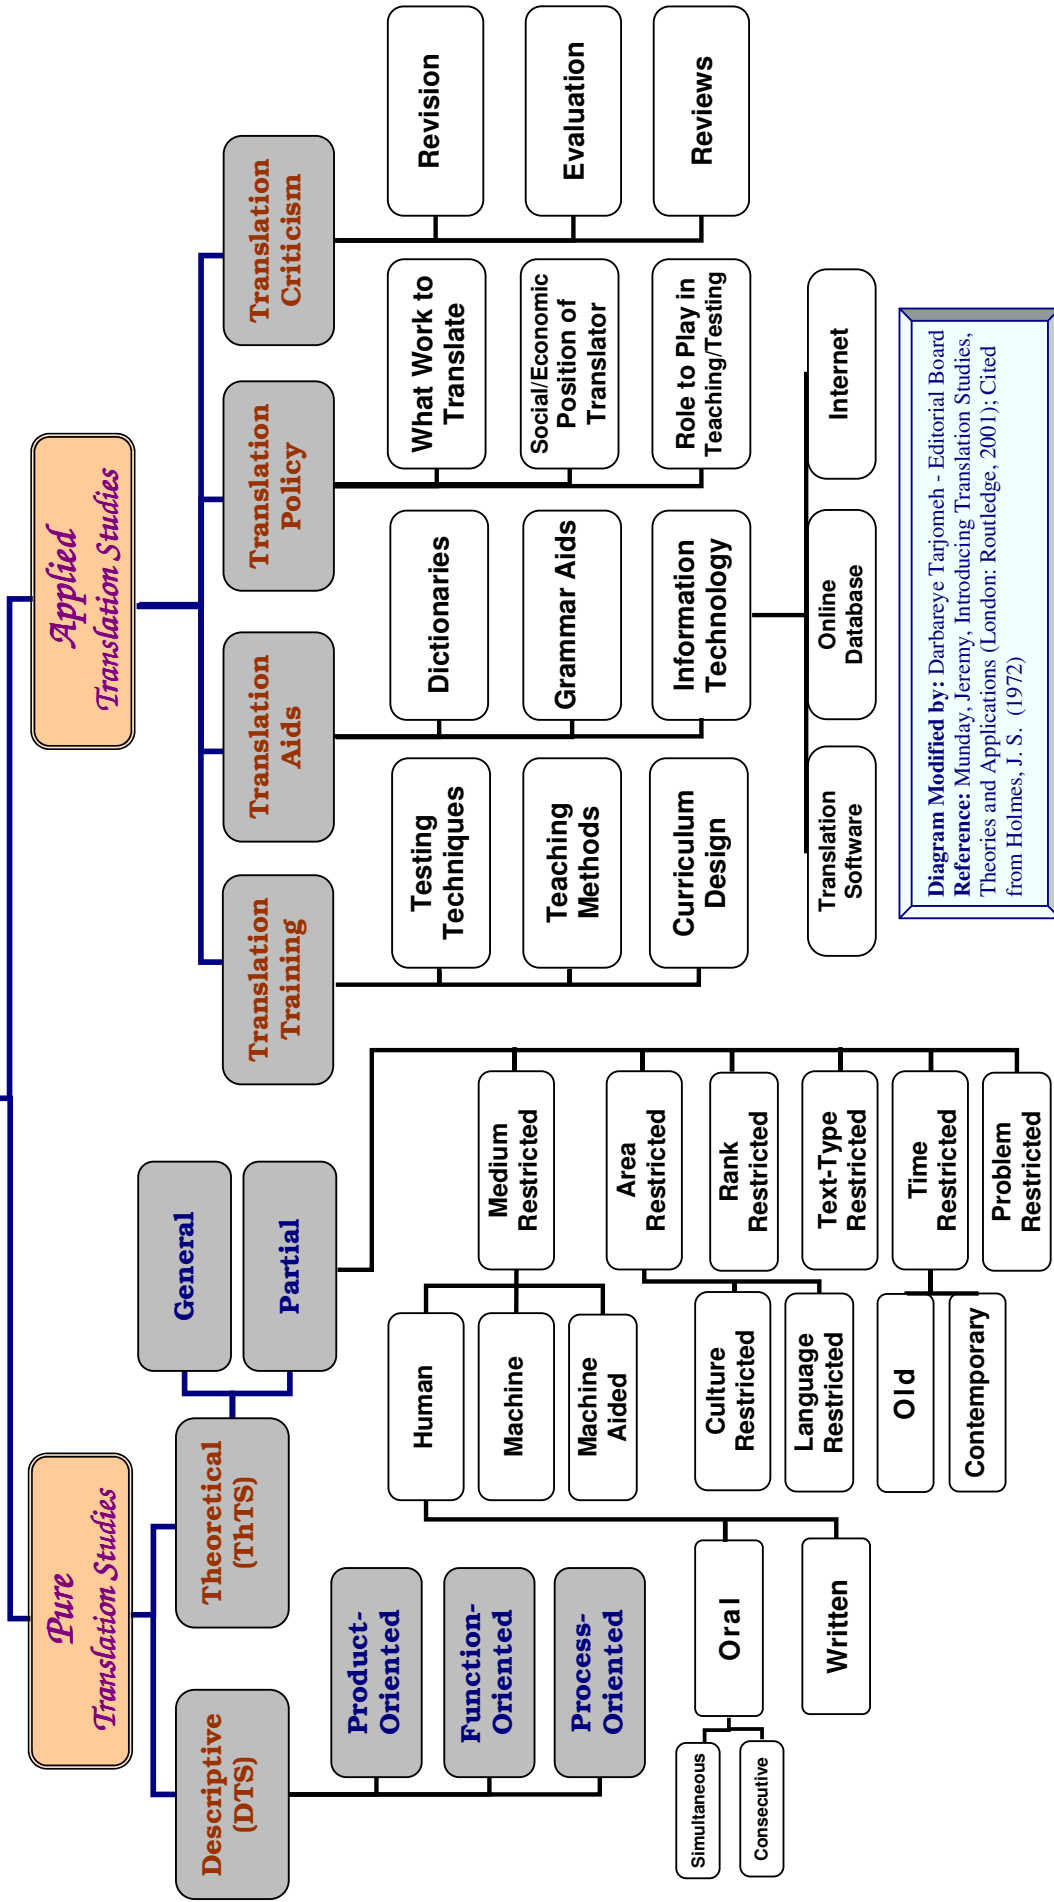 Pure
Translation Studies
Applied
Translation Studies
Descriptive
(DTS)
Theoretical
(ThTS)
General
Partial
Product-
Oriented
Function-
Oriented
Process-
Oriented
Medium
Restricted
Area
Restricted
Rank
Restricted
Text-Type
Restricted
Time
Restricted
Problem
Restricted
Human
Machine
Machine
Aided
Culture
Restricted
Language
Restricted
Old
Contemporary
Oral
Written
Simultaneous
Consecutive
Translation
Training
Translation
Aids
Translation
Policy
Translation
Criticism
Testing
Techniques
Teaching
Methods
Curriculum
Design
Dictionaries
Grammar Aids
Information
Technology
What Work to
Translate
Social/Economic
Position of
Translator
Role to Play in
Teaching/Testing
Revision
Evaluation
Reviews
Translation
Software
Online
Database
Internet
Diagram Modified by: Darbareye Tarjomeh - Editorial Board
Reference: Munday, Jeremy, Introducing Translation Studies,
Theories and Applications (London: Routledge, 2001); Cited
from Holmes, J. S. (1972)